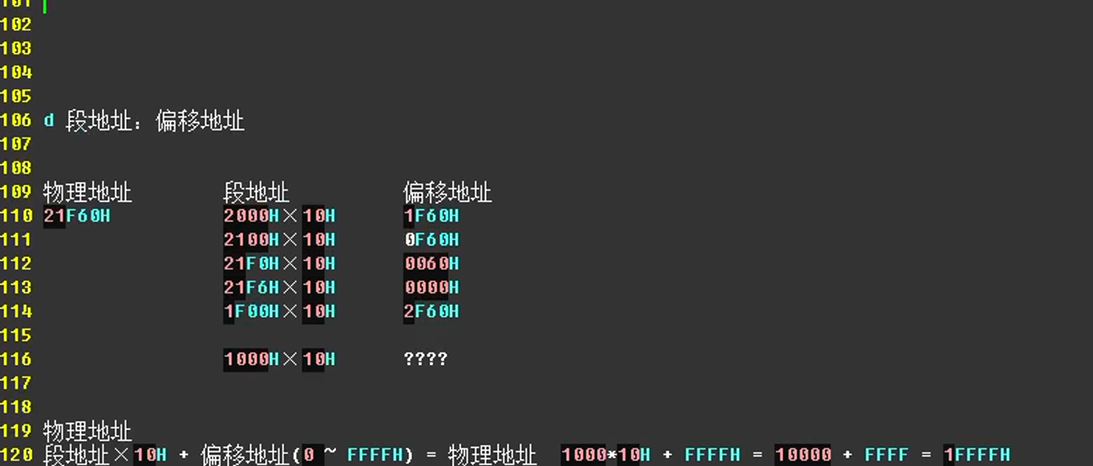 101
102
103
104
105
106 d 段地址：偏移地址
107
108
109 物理地址 段地址 偏移地址
110 21F60H 2000H×10H 1F60H
111 2100H×10H 0F60H
112 21F0H×10H 0060H
113 21F6H×10H 0000H
114 1F00H×10H 2F60H
115
116 1000H×10H ????
117
118
119 物理地址
120 段地址×10H + 偏移地址(0 ~ FFFFH) = 物理地址 1000*10H + FFFFH = 10000 + FFFF = 1FFFFH